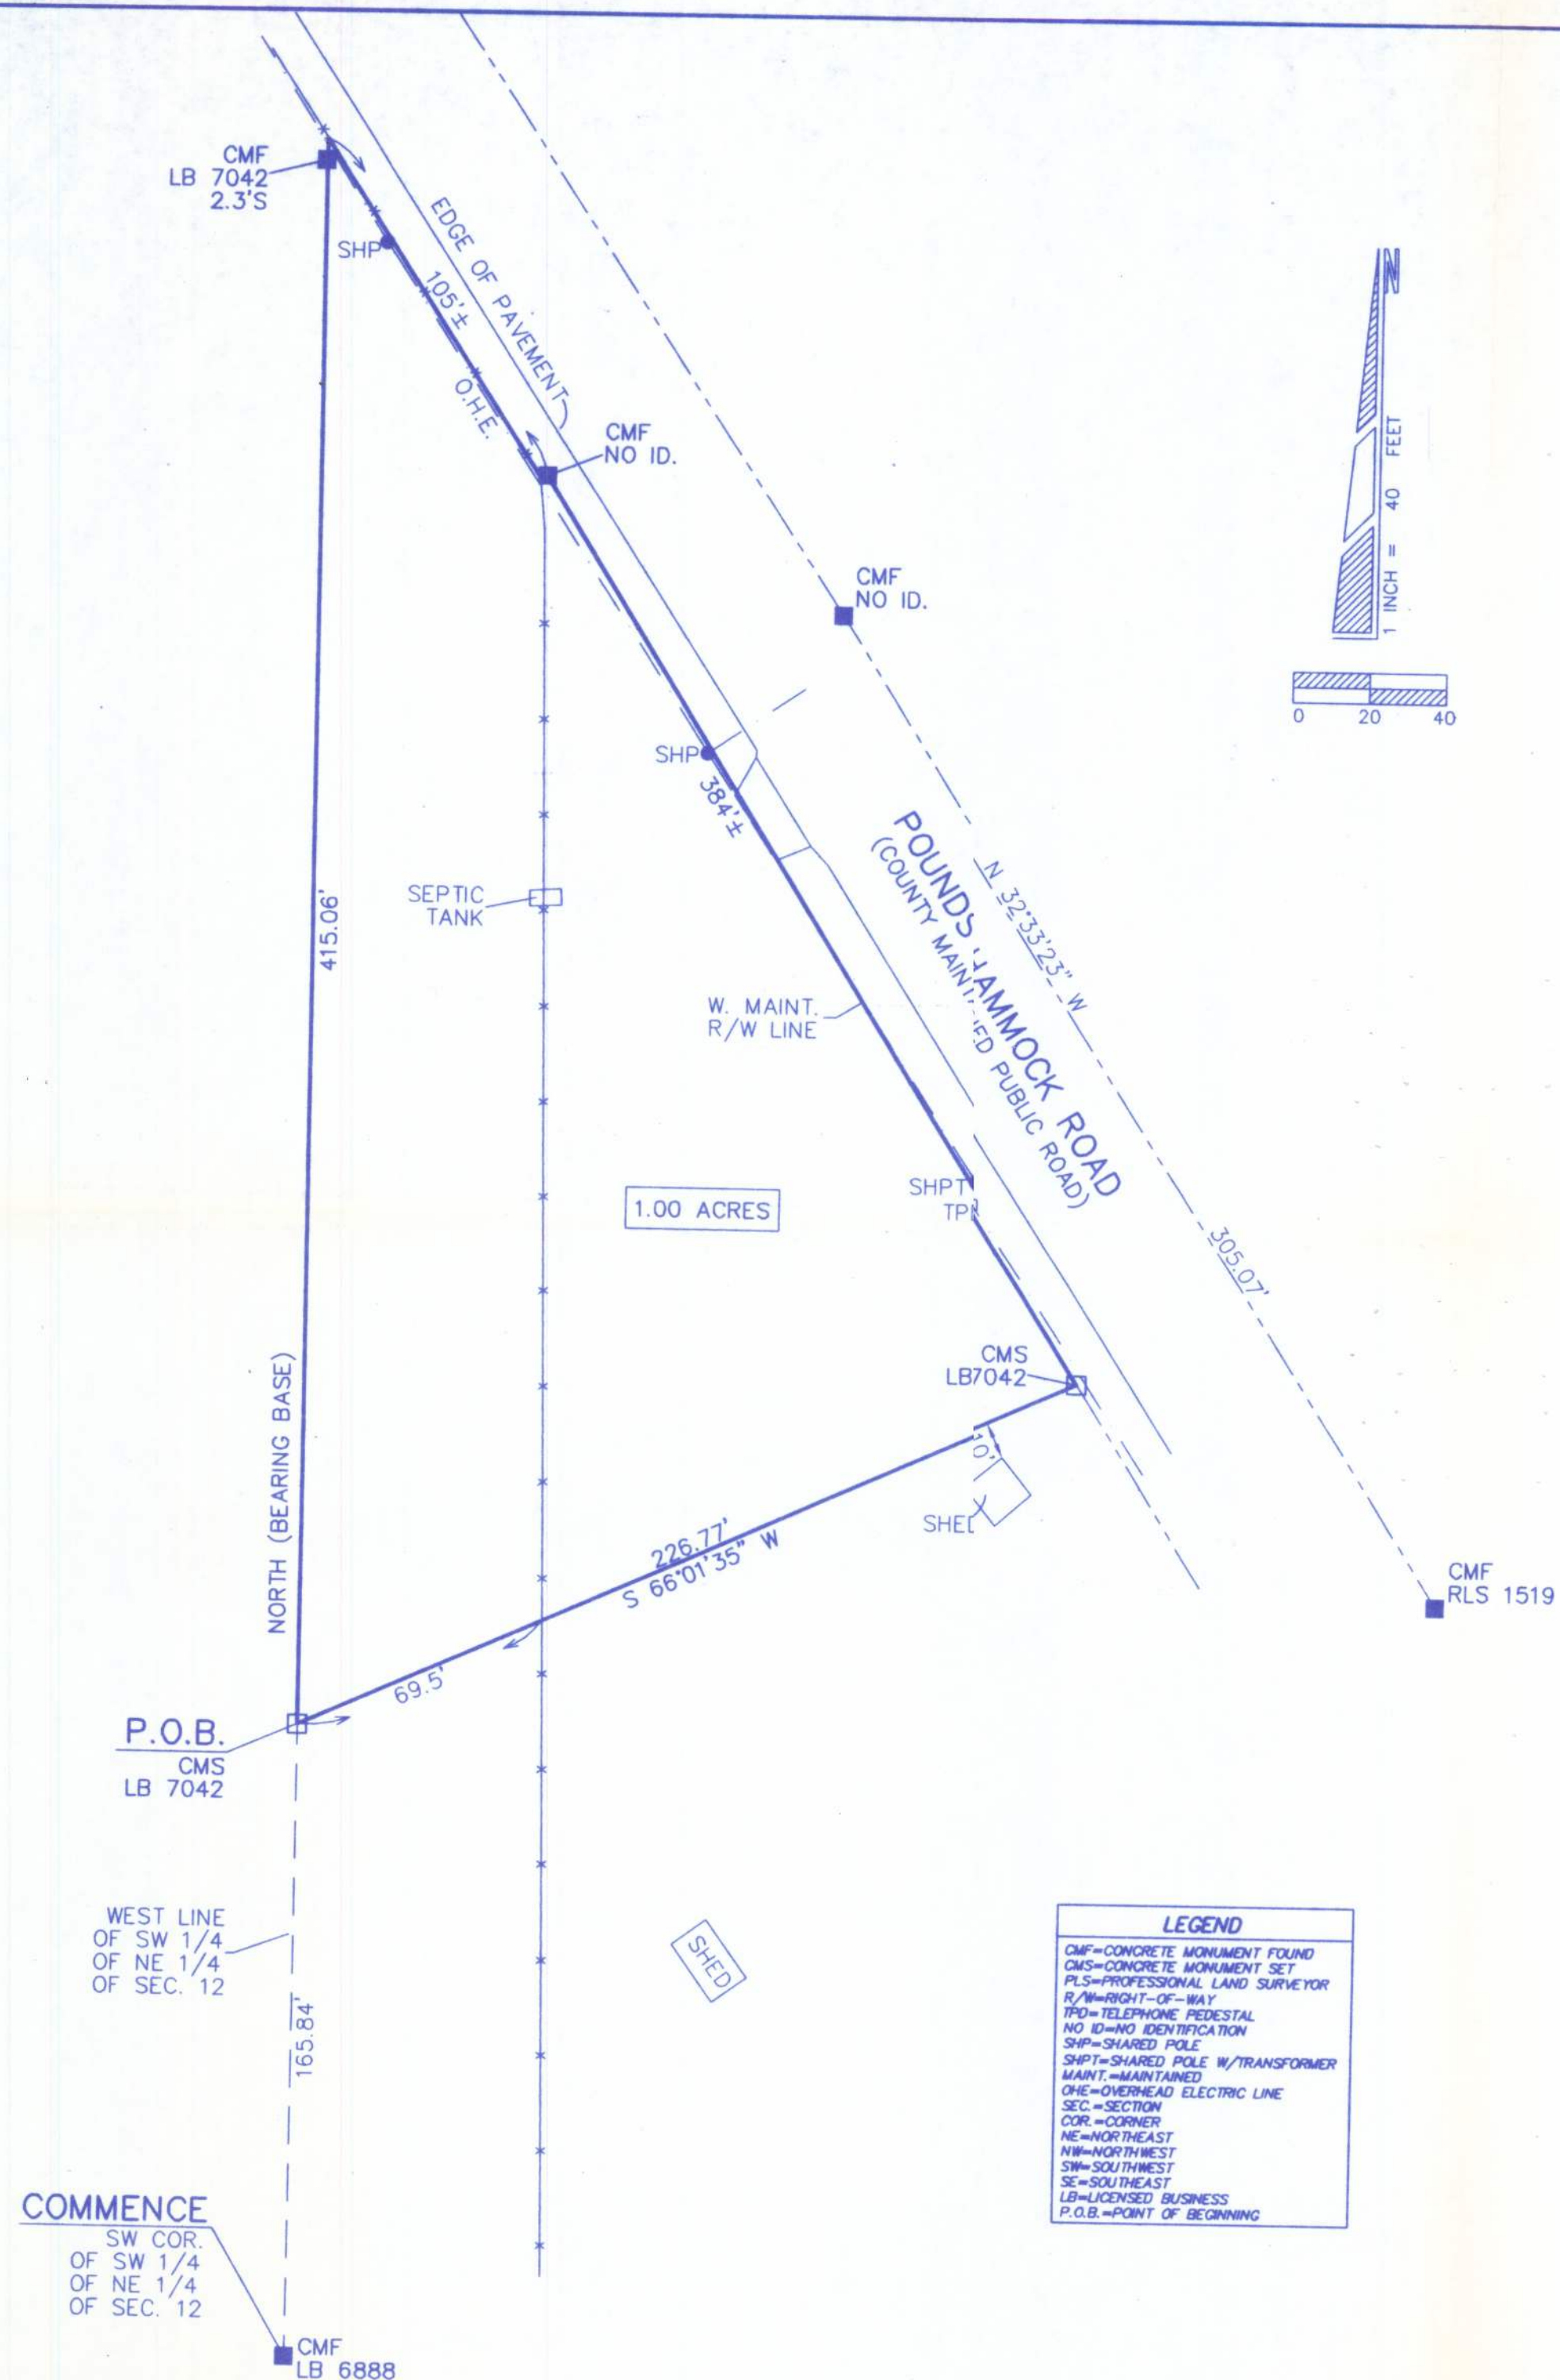 CMF
LB 7042
2.3'S
SHP
EDGE OF PAVEMENT
105'±
O.H.E.
CMF
NO ID.
N
1 INCH = 40 FEET
0 20 40
CMF
NO ID.
SHP
384'±
SEPTIC
TANK
415.06'
POUNDS HAMMOCK ROAD
(COUNTY MAINTAINED PUBLIC ROAD)
N 32°33'23" W
305.07'
W. MAINT.
R/W LINE
SHPT
1.00 ACRES
CMS
LB7042
NORTH (BEARING BASE)
10'
226.77'
S 66°01'35" W
69.5'
CMF
RLS 1519
P.O.B.
CMS
LB 7042
WEST LINE
OF SW 1/4
OF NE 1/4
OF SEC. 12
SHED
165.84'
LEGEND
CMF=CONCRETE MONUMENT FOUND
CMS=CONCRETE MONUMENT SET
PLS=PROFESSIONAL LAND SURVEYOR
R/W=RIGHT-OF-WAY
TPD=TELEPHONE PEDESTAL
NO ID=NO IDENTIFICATION
SHP=SHARED POLE
SHPT=SHARED POLE W/TRANSFORMER
MAINT.=MAINTAINED
OHE=OVERHEAD ELECTRIC LINE
SEC.=SECTION
COR.=CORNER
NE=NORTHEAST
NW=NORTHWEST
SW=SOUTHWEST
SE=SOUTHEAST
LB=LICENSED BUSINESS
P.O.B.=POINT OF BEGINNING
COMMENCE
SW COR.
OF SW 1/4
OF NE 1/4
OF SEC. 12
CMF
LB 6888